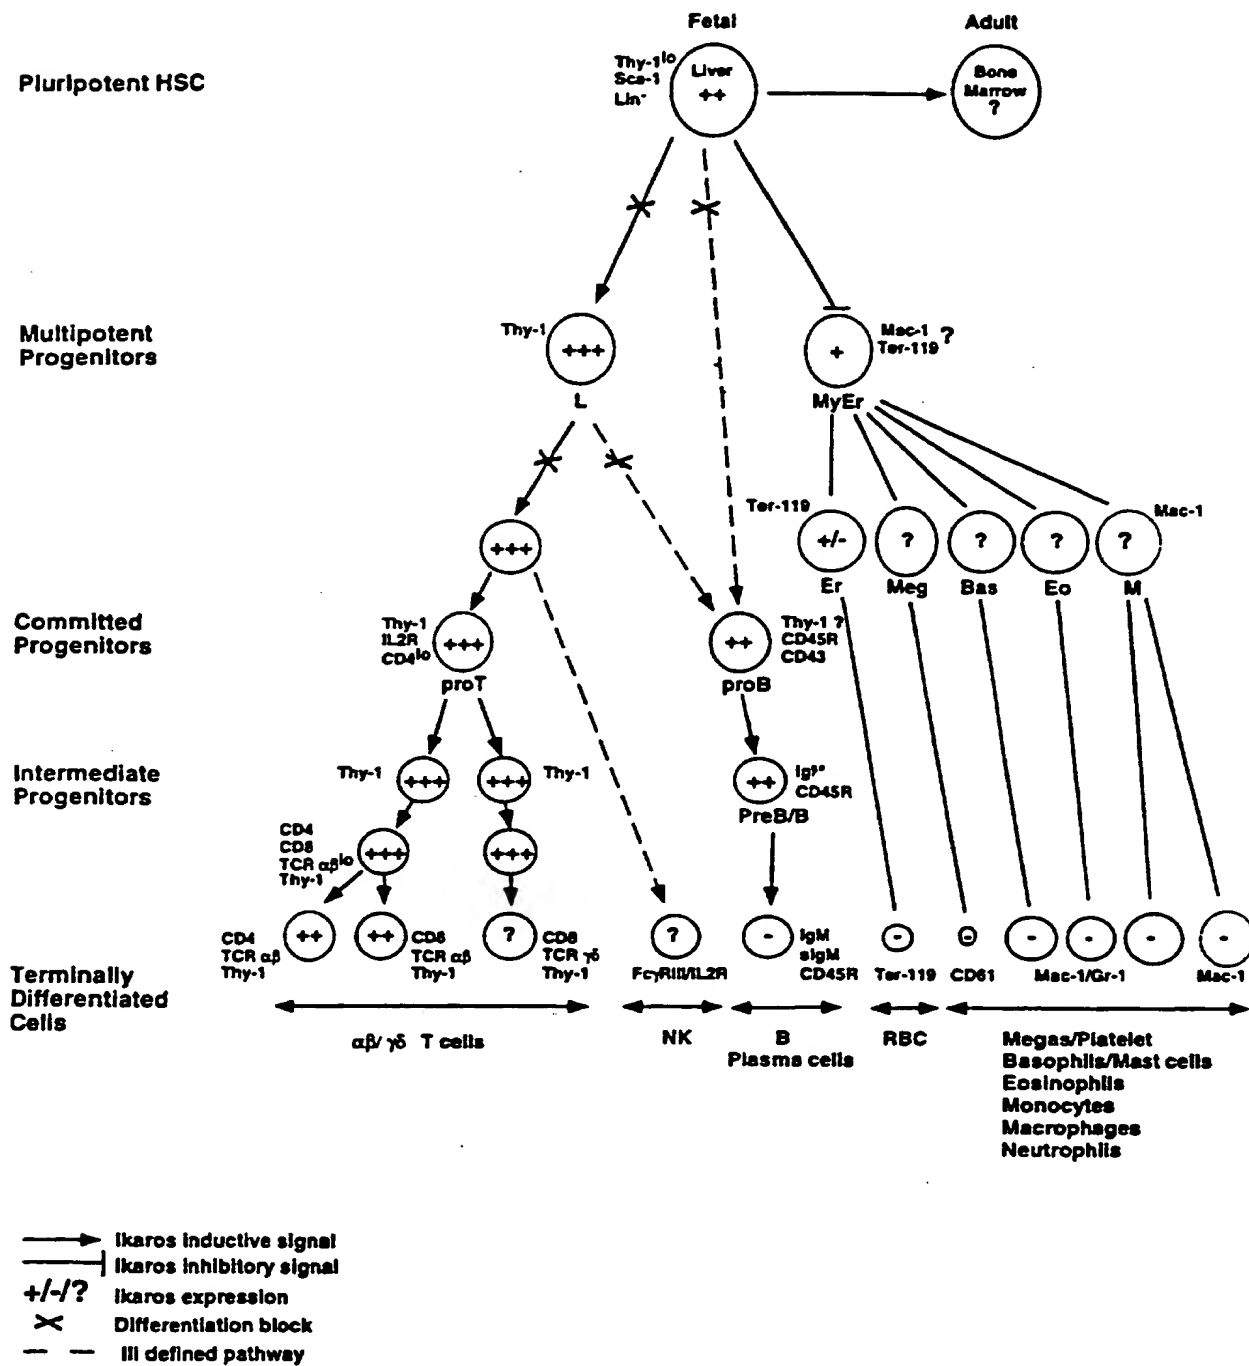 Fetal
Adult
Pluripotent HSC
Thy-1lo
Sca-1
Lin-
Liver
++
Bone
Marrow
?
Multipotent
Progenitors
Thy-1
+++
L
+
Mac-1
Ter-119 ?
MyEr
+++
Ter-119
+/-
Er
?
Meg
?
Bas
?
Eo
?
M
Mac-1
Committed
Progenitors
Thy-1
IL2R
CD4lo
+++
proT
++
Thy-1 ?
CD45R
CD43
proB
Intermediate
Progenitors
Thy-1
+++
+++
Thy-1
++
CD45R
PreB/B
CD4
CD8
TCR αβlo
Thy-1
+++
+++
Terminally
Differentiated
Cells
CD4
TCR αβ
Thy-1
++
++
CD8
TCR αβ
Thy-1
?
CD8
TCR γδ
Thy-1
?
FcγRIII/IL2R
-
IgM
sIgM
CD45R
-
Ter-119
-
CD61
-
-
-
-
Mac-1/Gr-1
Mac-1
αβ/ γδ T cells
NK
B
Plasma cells
RBC
Megas/Platelet
Basophils/Mast cells
Eosinophils
Monocytes
Macrophages
Neutrophils
Ikaros inductive signal
Ikaros inhibitory signal
+/-/? Ikaros expression
Differentiation block
Ill defined pathway